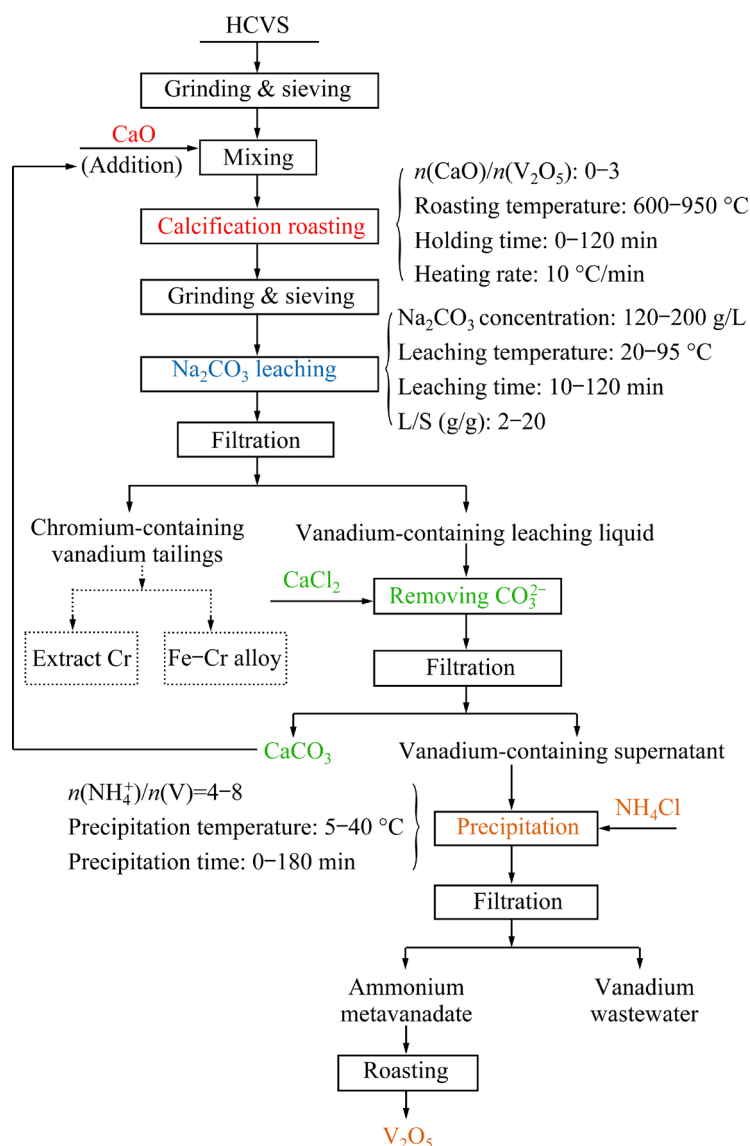 HCVS
Grinding & sieving
CaO
(Addition)
Mixing
n(CaO)/n(V₂O₅): 0−3
Roasting temperature: 600−950 °C
Holding time: 0−120 min
Heating rate: 10 °C/min
Calcification roasting
Grinding & sieving
Na₂CO₃ concentration: 120−200 g/L
Leaching temperature: 20−95 °C
Leaching time: 10−120 min
L/S (g/g): 2−20
Na₂CO₃ leaching
Filtration
Chromium-containing
vanadium tailings
Vanadium-containing leaching liquid
CaCl₂
Removing CO₃²⁻
Extract Cr
Fe−Cr alloy
Filtration
CaCO₃
Vanadium-containing supernatant
n(NH₄⁺)/n(V)=4−8
Precipitation temperature: 5−40 °C
Precipitation time: 0−180 min
Precipitation
NH₄Cl
Filtration
Ammonium
metavanadate
Vanadium
wastewater
Roasting
V₂O₅